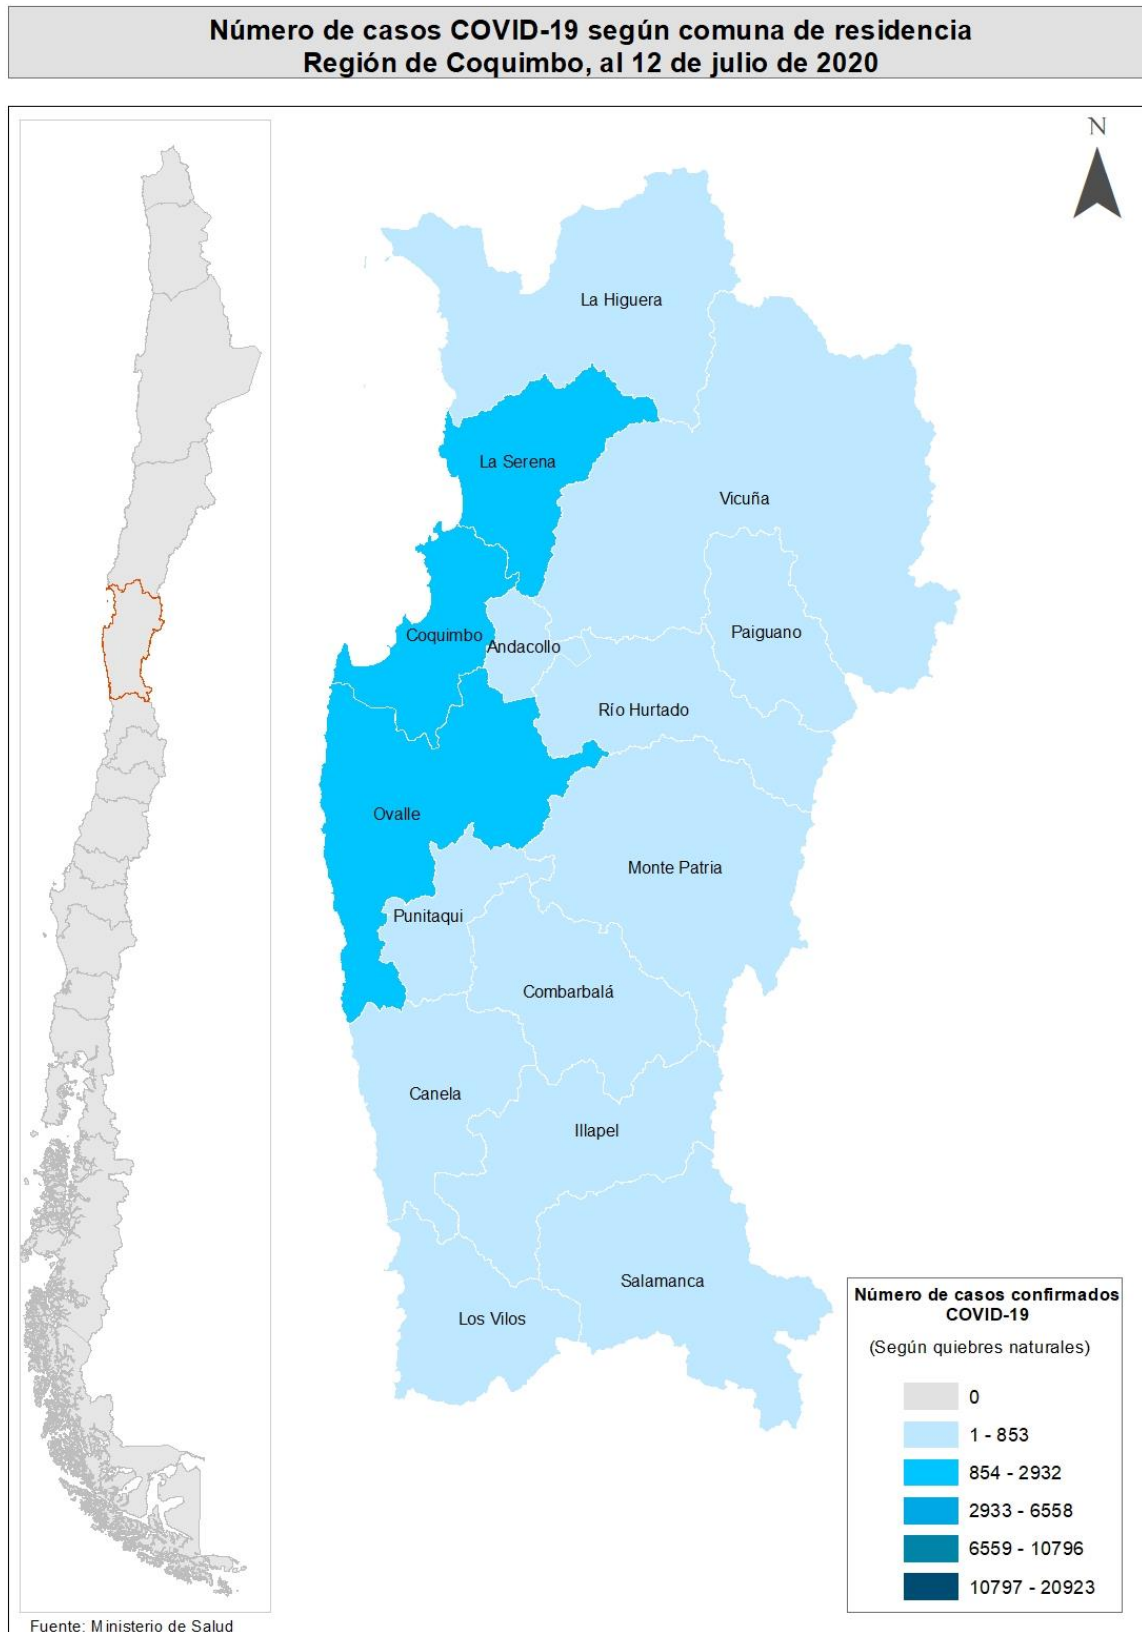 Número de casos COVID-19 según comuna de residencia
Región de Coquimbo, al 12 de julio de 2020
N
La Higuera
La Serena
Vicuña
Coquimbo
Andacollo
Paiguano
Río Hurtado
Ovalle
Monte Patria
Punitaqui
Combarbalá
Canela
Illapel
Salamanca
Los Vilos
Número de casos confirmados
COVID-19
(Según quiebres naturales)
0
1 - 853
854 - 2932
2933 - 6558
6559 - 10796
10797 - 20923
Fuente: Ministerio de Salud